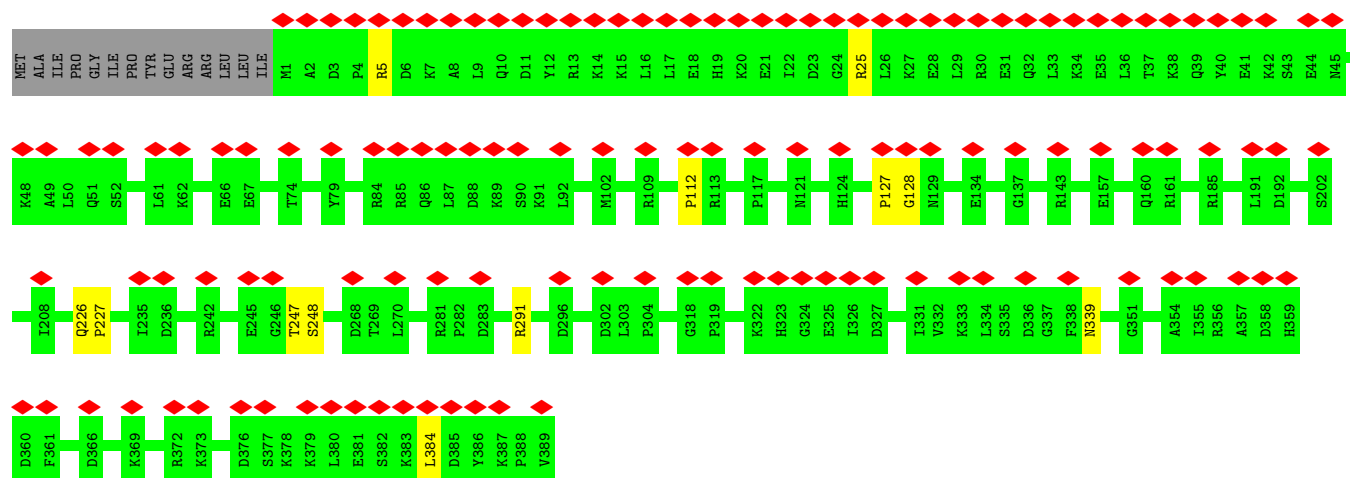 MET ALA ILE PRO GLY ILE PRO TYR GLU ARG ARG LEU LEU ILE M1 A2 D3 P4 R5 D6 K7 A8 L9 Q10 D11 Y12 R13 K14 K15 L16 L17 E18 H19 K20 E21 I22 D23 G24 R25 L26 K27 E28 L29 R30 E31 Q32 L33 K34 E35 L36 T37 K38 Q39 Y40 E41 K42 S43 E44 N45
K48 A49 L50 Q51 S52 L61 K62 E66 E67 T74 Y79 R84 R85 Q86 L87 D88 K89 S90 K91 L92 M102 R109 P112 R113 P117 N121 H124 P127 G128 N129 E134 G137 R143 E157 Q160 R161 R185 L191 D192 S202
I208 Q226 P227 I235 D236 R242 E245 G246 T247 S248 D268 I269 L270 R281 P282 D283 R291 D296 D302 L303 P304 G318 P319 K322 H323 G324 E325 I326 D327 I331 V332 K333 L334 S335 D336 G337 F338 N339 G351 A354 I355 R356 A357 D358 H359
D360 F361 D366 K369 R372 K373 D376 S377 K378 K379 L380 E381 S382 K383 L384 D385 Y386 K387 P388 V389